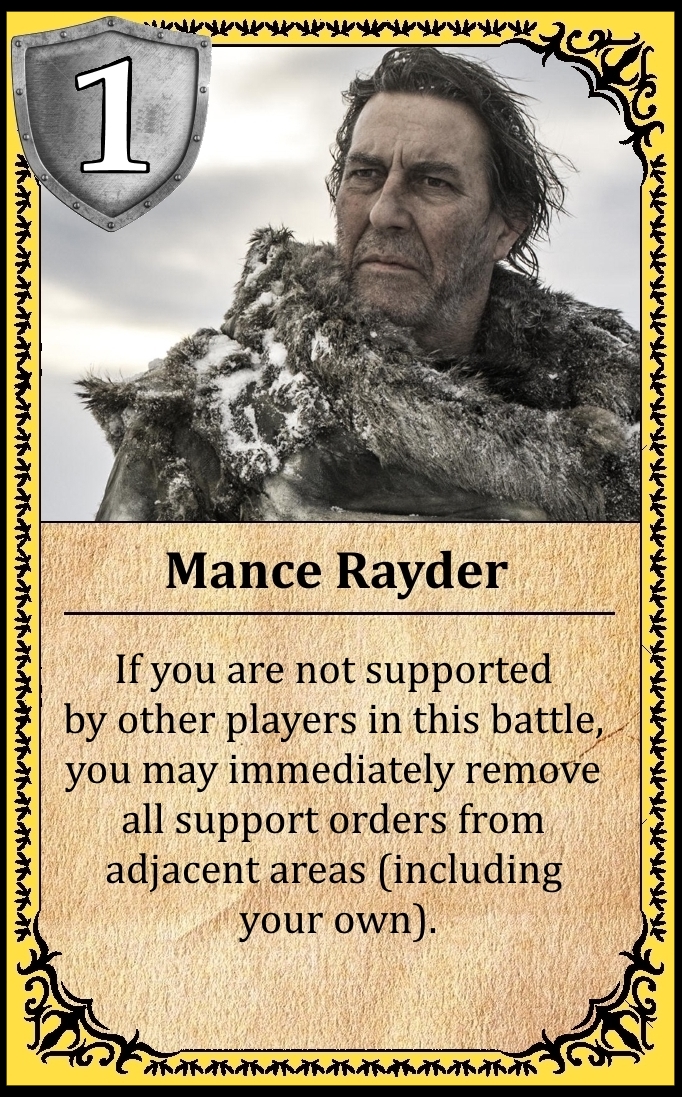 1
Mance Rayder
If you are not supported
by other players in this battle,
you may immediately remove
all support orders from
adjacent areas (including
your own).